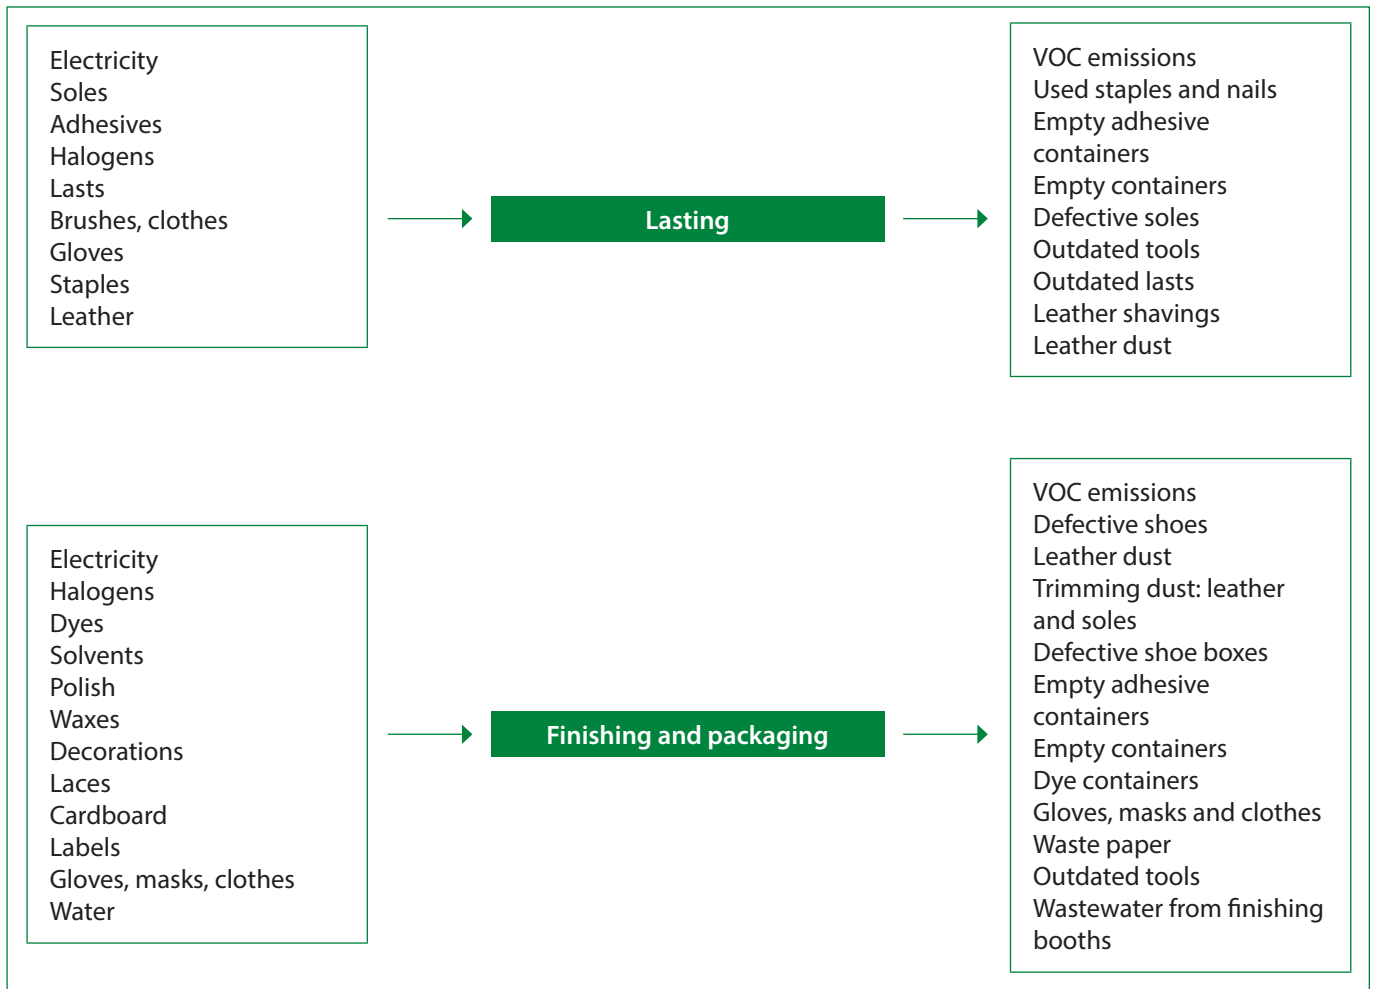 Electricity
Soles
Adhesives
Halogens
Lasts
Brushes, clothes
Gloves
Staples
Leather
Lasting
VOC emissions
Used staples and nails
Empty adhesive
containers
Empty containers
Defective soles
Outdated tools
Outdated lasts
Leather shavings
Leather dust
Electricity
Halogens
Dyes
Solvents
Polish
Waxes
Decorations
Laces
Cardboard
Labels
Gloves, masks, clothes
Water
Finishing and packaging
VOC emissions
Defective shoes
Leather dust
Trimming dust: leather
and soles
Defective shoe boxes
Empty adhesive
containers
Empty containers
Dye containers
Gloves, masks and clothes
Waste paper
Outdated tools
Wastewater from finishing
booths